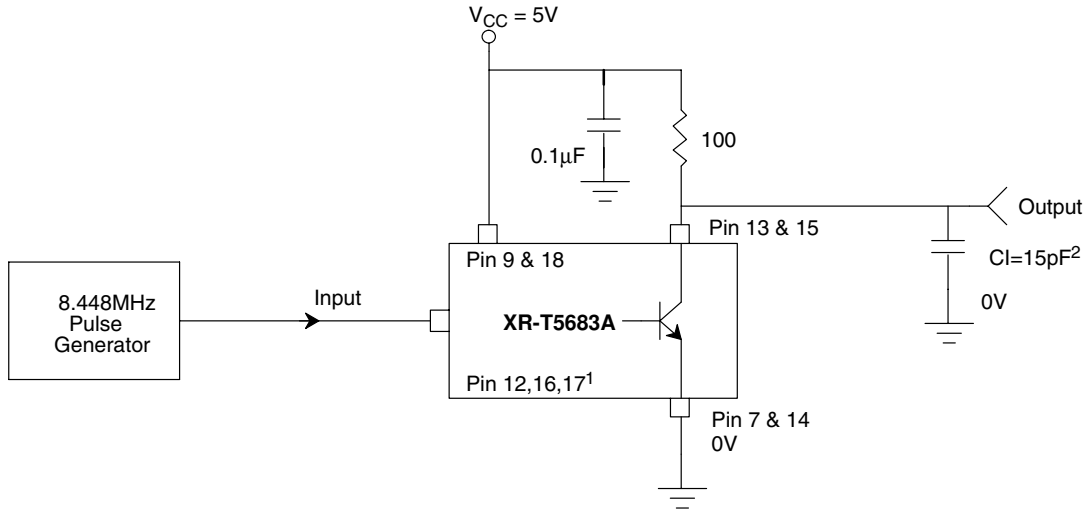 V_CC = 5V
0.1μF
100
Output
Pin 13 & 15
Pin 9 & 18
CI=15pF²
0V
8.448MHz
Pulse
Generator
Input
XR-T5683A
Pin 12,16,17¹
Pin 7 & 14
0V